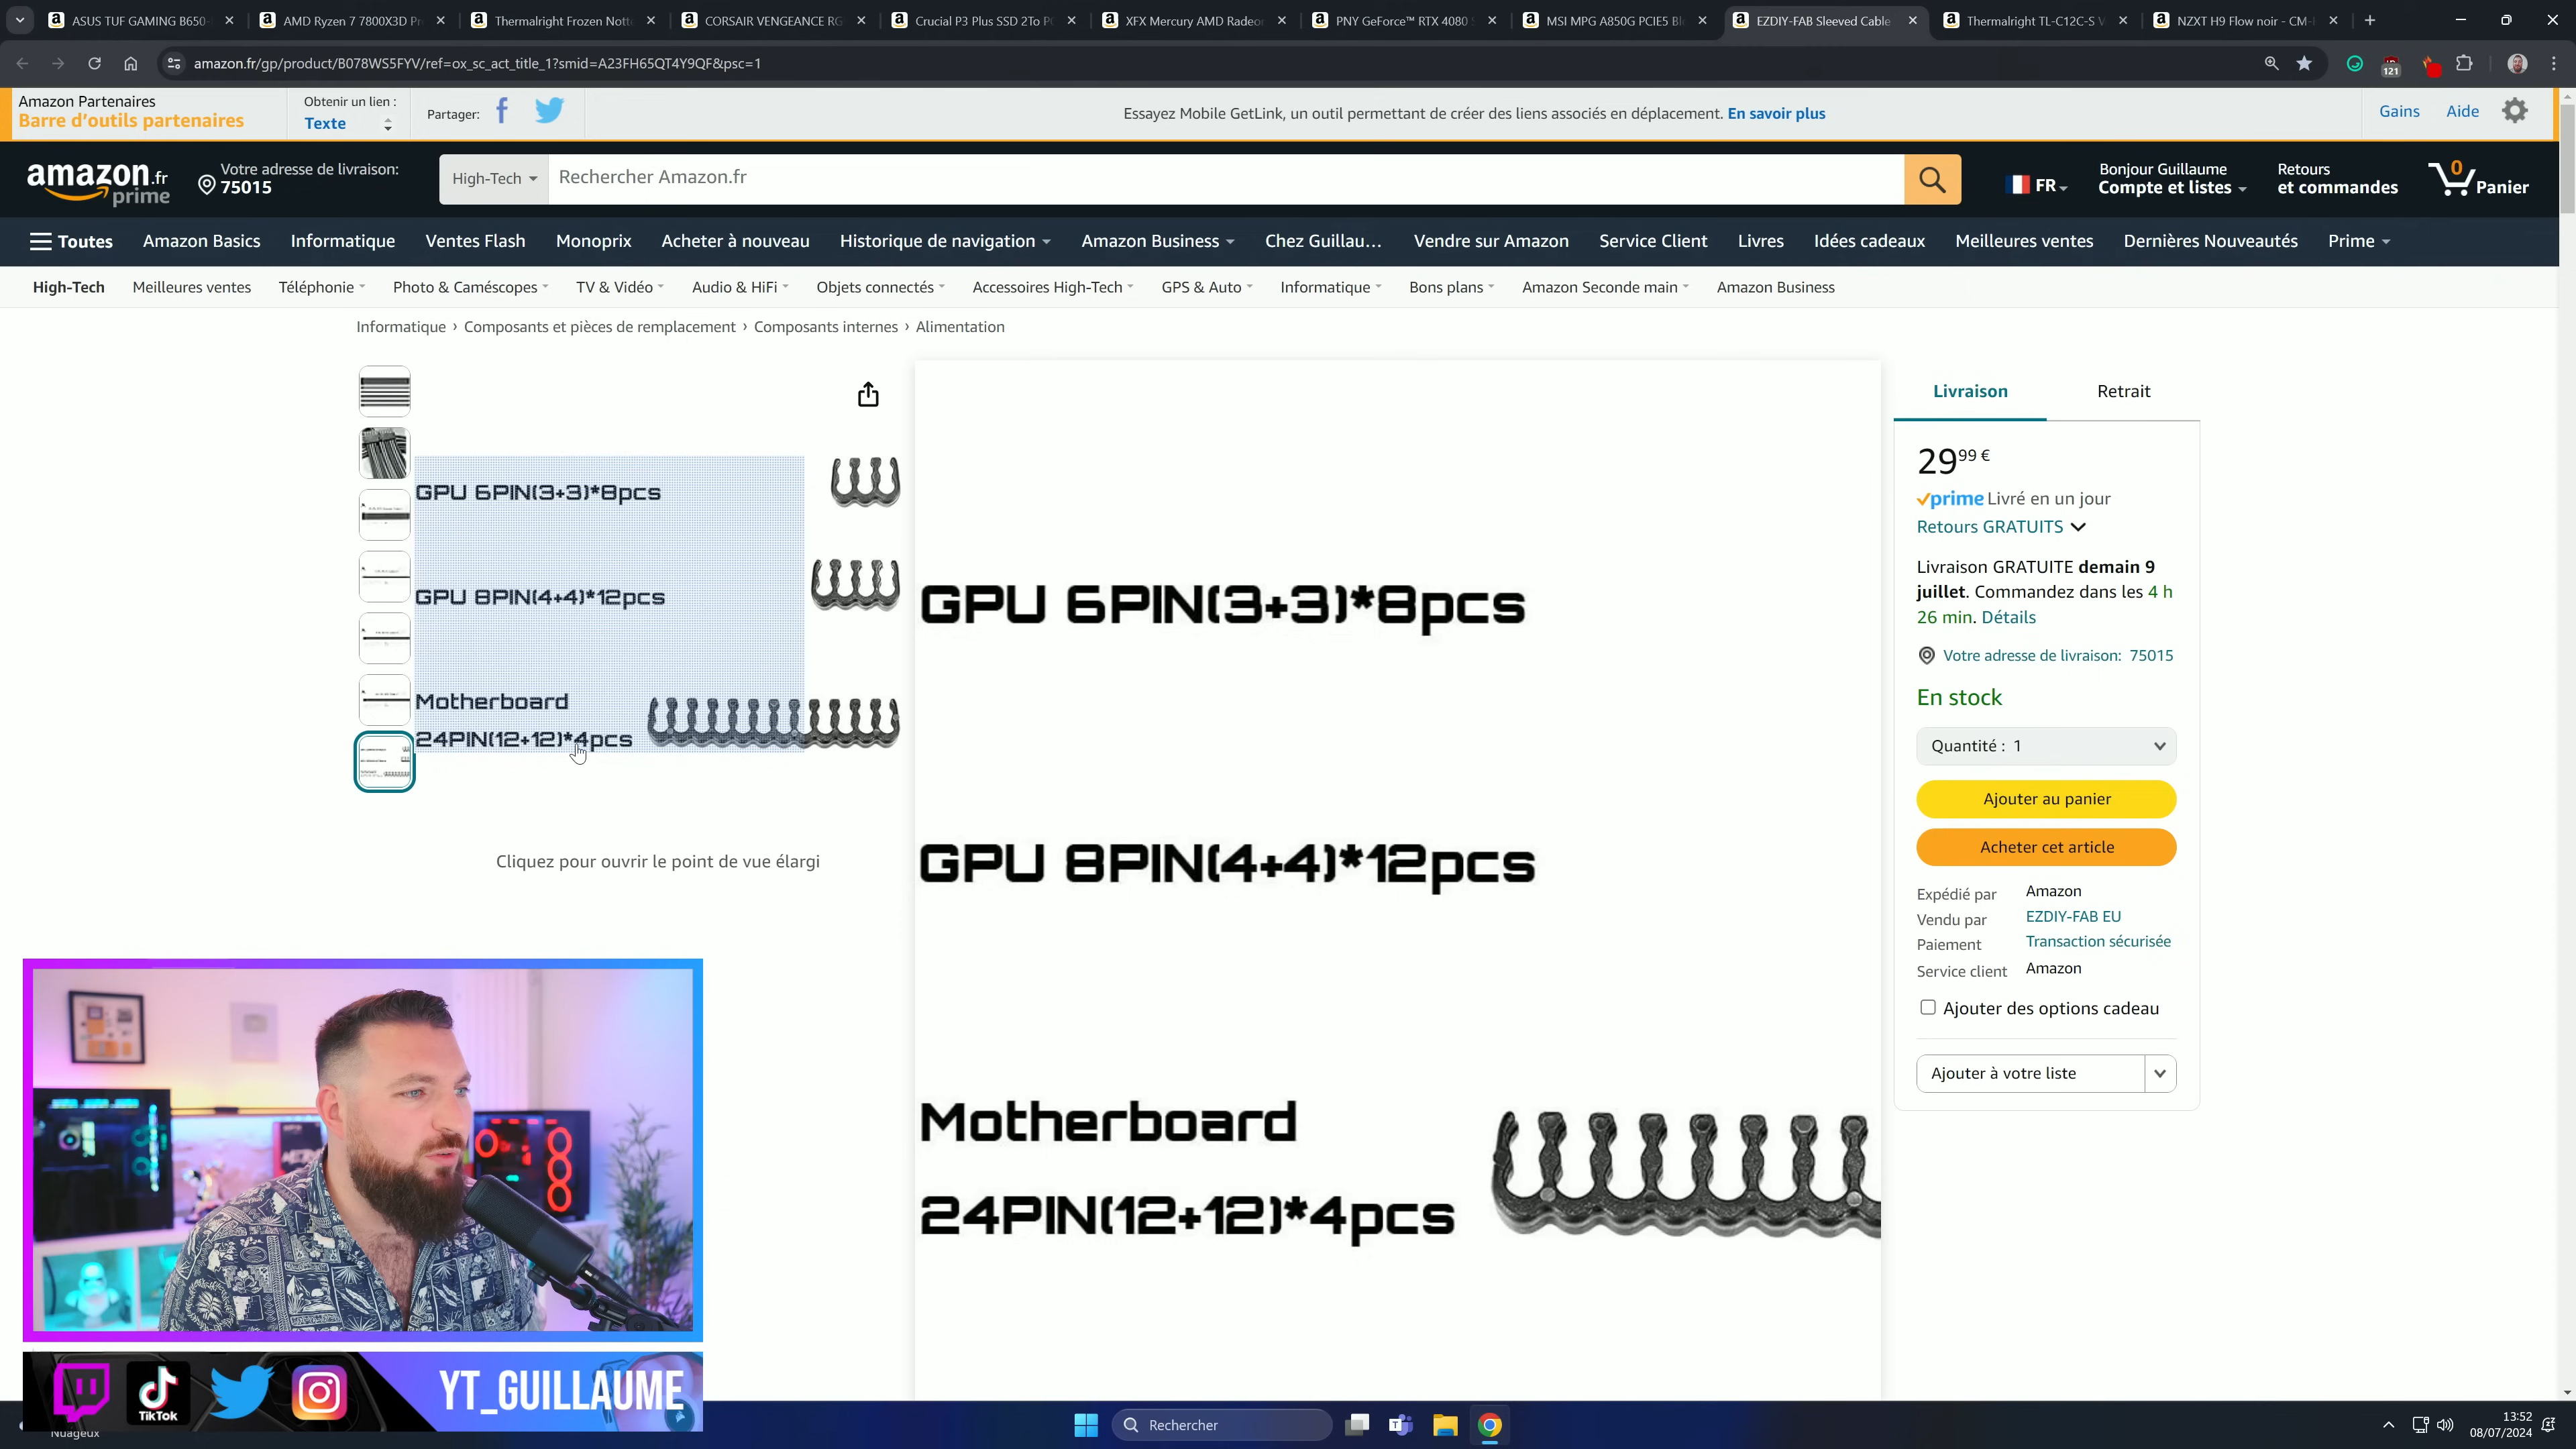 ASUS TUF GAMING B650-
AMD Ryzen 7 7800X3D Pr
Thermalright Frozen Nott
CORSAIR VENGEANCE RG
Crucial P3 Plus SSD 2To P
XFX Mercury AMD Radeon
PNY GeForce™ RTX 4080
MSI MPG A850G PCIE5 Bl
EZDIY-FAB Sleeved Cable
Thermalright TL-C12C-S V
NZXT H9 Flow noir - CM-
amazon.fr/gp/product/B078WS5FYV/ref=ox_sc_act_title_1?smid=A23FH65QT4Y9QF&psc=1
121
Amazon Partenaires
Barre d’outils partenaires
Obtenir un lien :
Texte
Partager:
Essayez Mobile GetLink, un outil permettant de créer des liens associés en déplacement. En savoir plus
Gains
Aide
amazon.fr
prime
Votre adresse de livraison:
75015
High-Tech
Rechercher Amazon.fr
FR
Bonjour Guillaume
Compte et listes
Retours
et commandes
0
Panier
Toutes
Amazon Basics
Informatique
Ventes Flash
Monoprix
Acheter à nouveau
Historique de navigation
Amazon Business
Chez Guillau…
Vendre sur Amazon
Service Client
Livres
Idées cadeaux
Meilleures ventes
Dernières Nouveautés
Prime
High-Tech
Meilleures ventes
Téléphonie
Photo & Caméscopes
TV & Vidéo
Audio & HiFi
Objets connectés
Accessoires High-Tech
GPS & Auto
Informatique
Bons plans
Amazon Seconde main
Amazon Business
Informatique › Composants et pièces de remplacement › Composants internes › Alimentation
GPU 6PIN(3+3)*8pcs
GPU 8PIN(4+4)*12pcs
Motherboard
24PIN(12+12)*4pcs
Cliquez pour ouvrir le point de vue élargi
GPU 6PIN(3+3)*8pcs
GPU 8PIN(4+4)*12pcs
Motherboard
24PIN(12+12)*4pcs
Livraison
Retrait
29,99 €
prime Livré en un jour
Retours GRATUITS
Livraison GRATUITE demain 9
juillet. Commandez dans les 4 h
26 min. Détails
Votre adresse de livraison: 75015
En stock
Quantité : 1
Ajouter au panier
Acheter cet article
Expédié par Amazon
Vendu par EZDIY-FAB EU
Paiement Transaction sécurisée
Service client Amazon
Ajouter des options cadeau
Ajouter à votre liste
TikTok
YT_GUILLAUME
Nuageux
Rechercher
13:52
08/07/2024